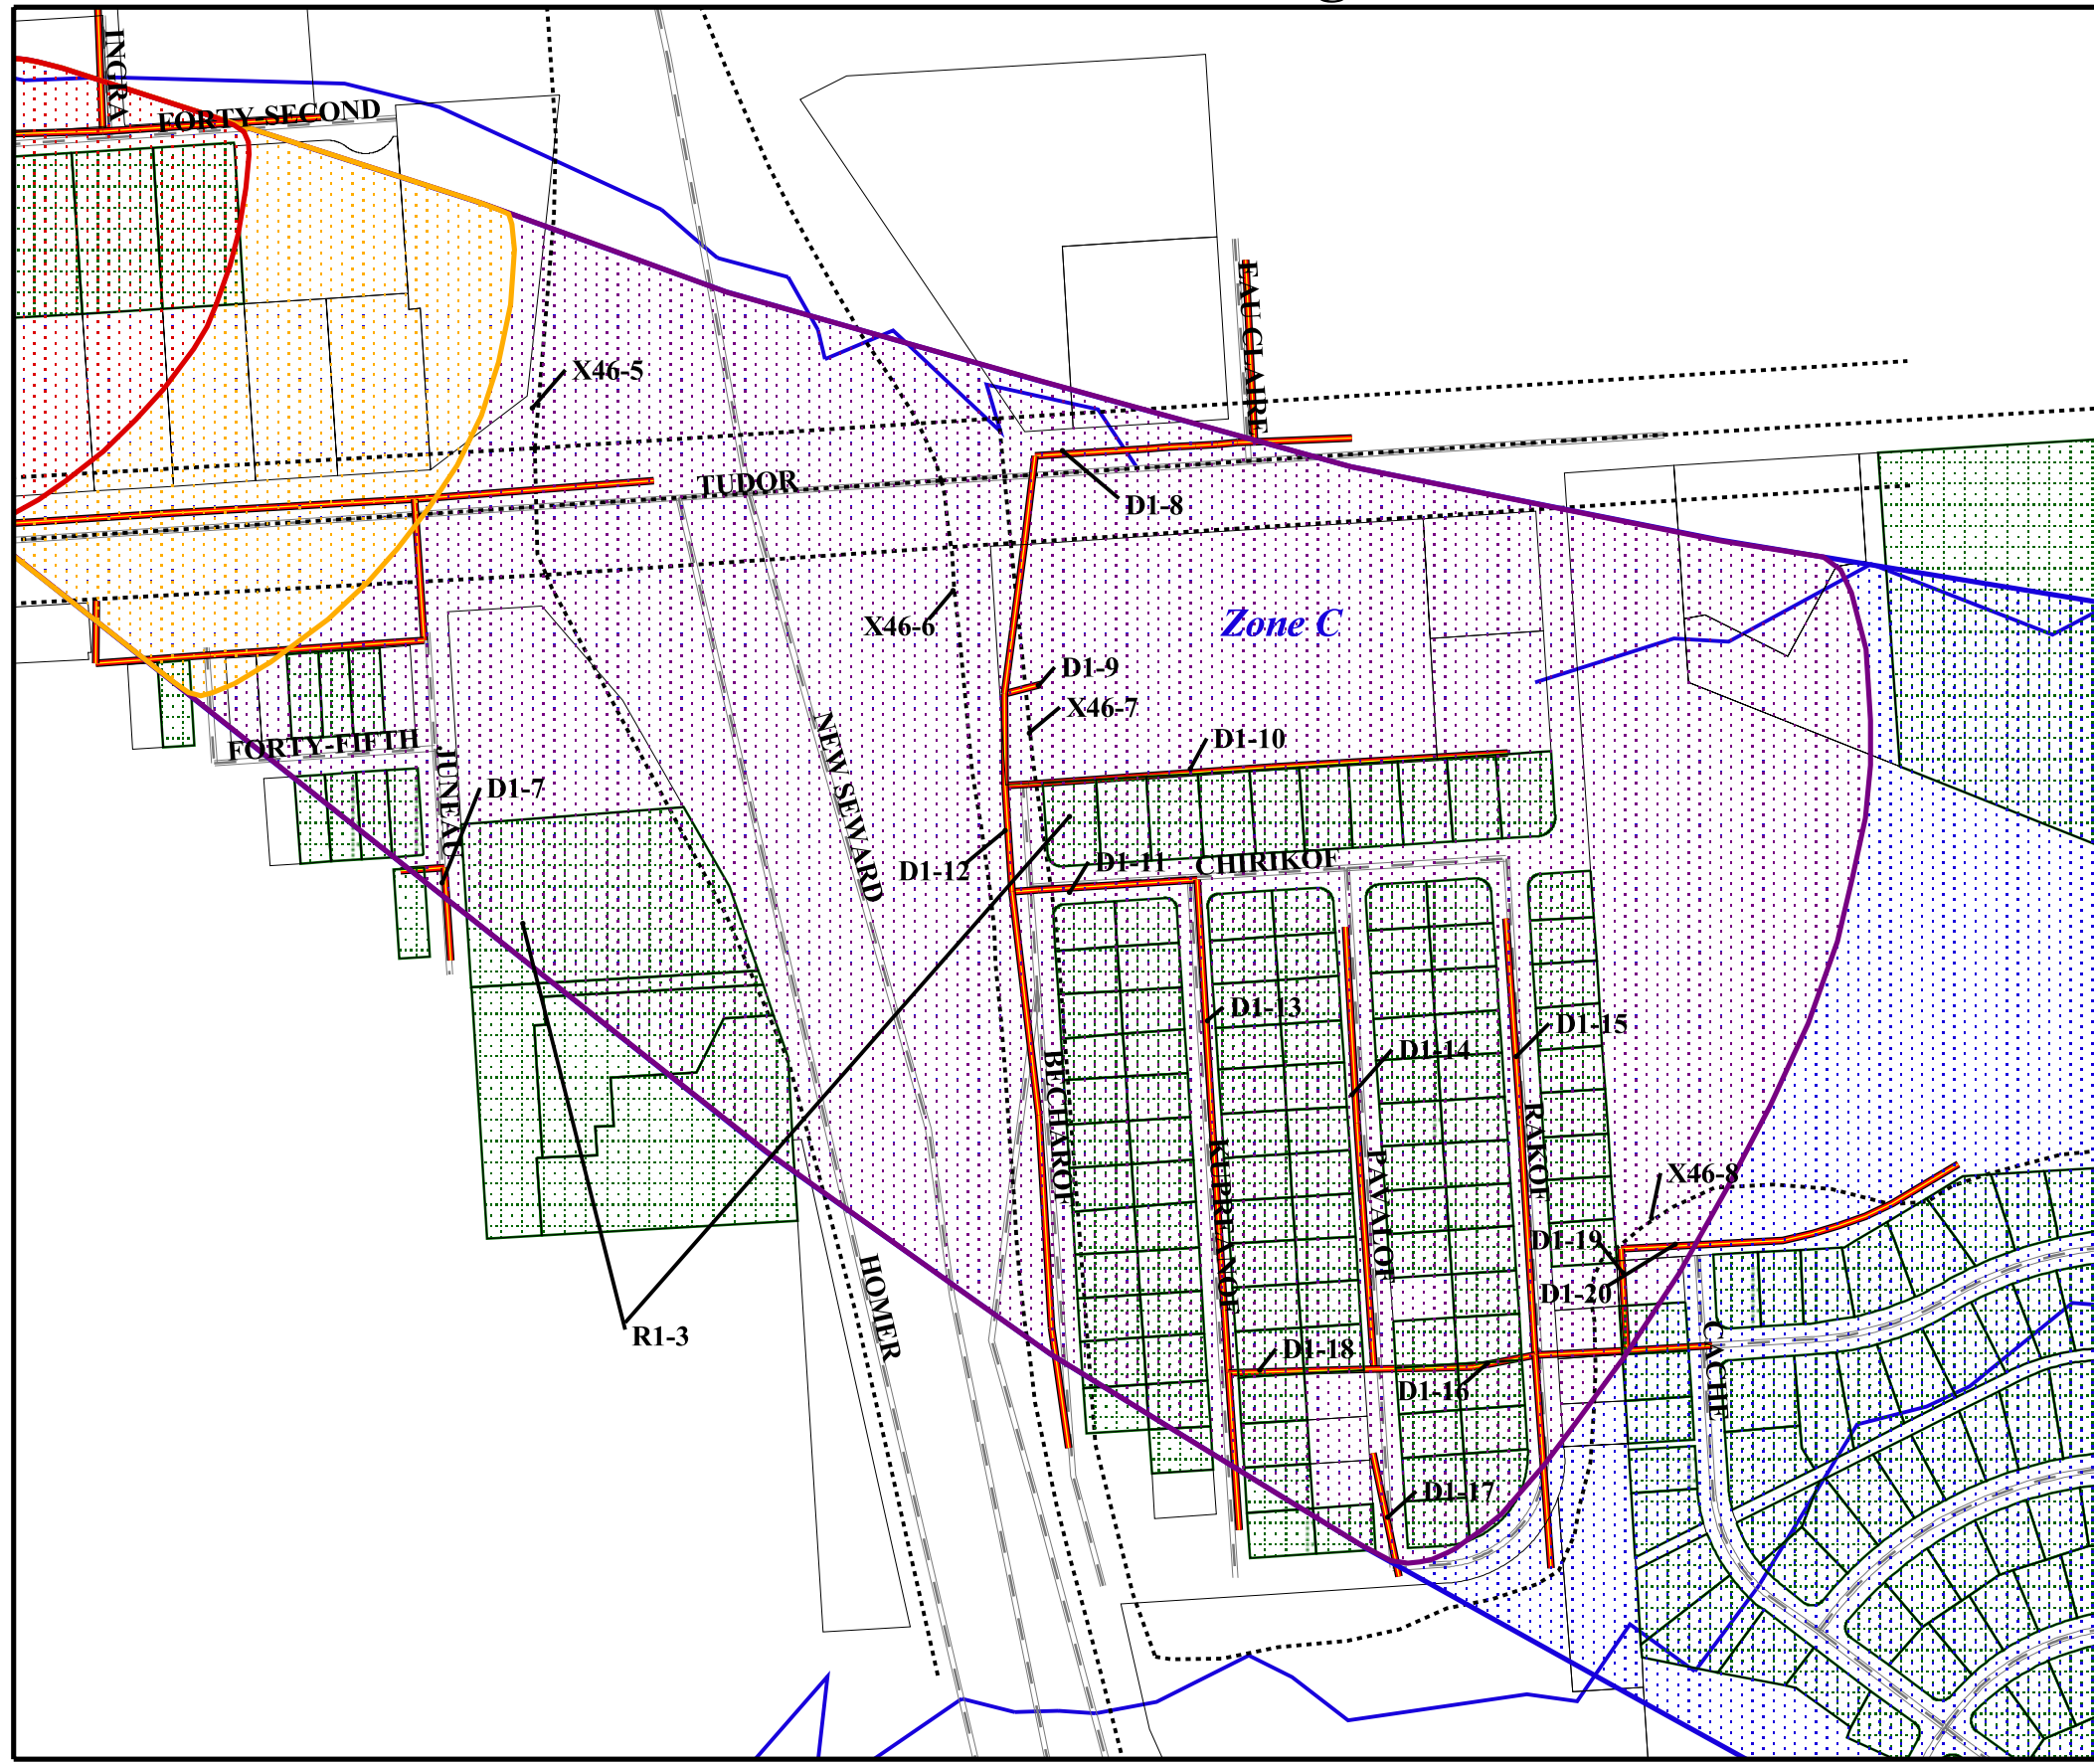 INGRA
FORTY-SECOND
EAU CLAIRE
X46-5
TUDOR
D1-8
X46-6
Zone C
D1-9
X46-7
D1-10
FORTY-FIFTH
JUNEAU
D1-7
NEW SEWARD
D1-12
D1-11
CHIRIKOF
D1-13
D1-15
D1-14
BECHAROF
KUPREANOF
PAVALOF
RAKOF
X46-8
D1-19
D1-20
HOMER
R1-3
D1-18
D1-16
CACHE
D1-17